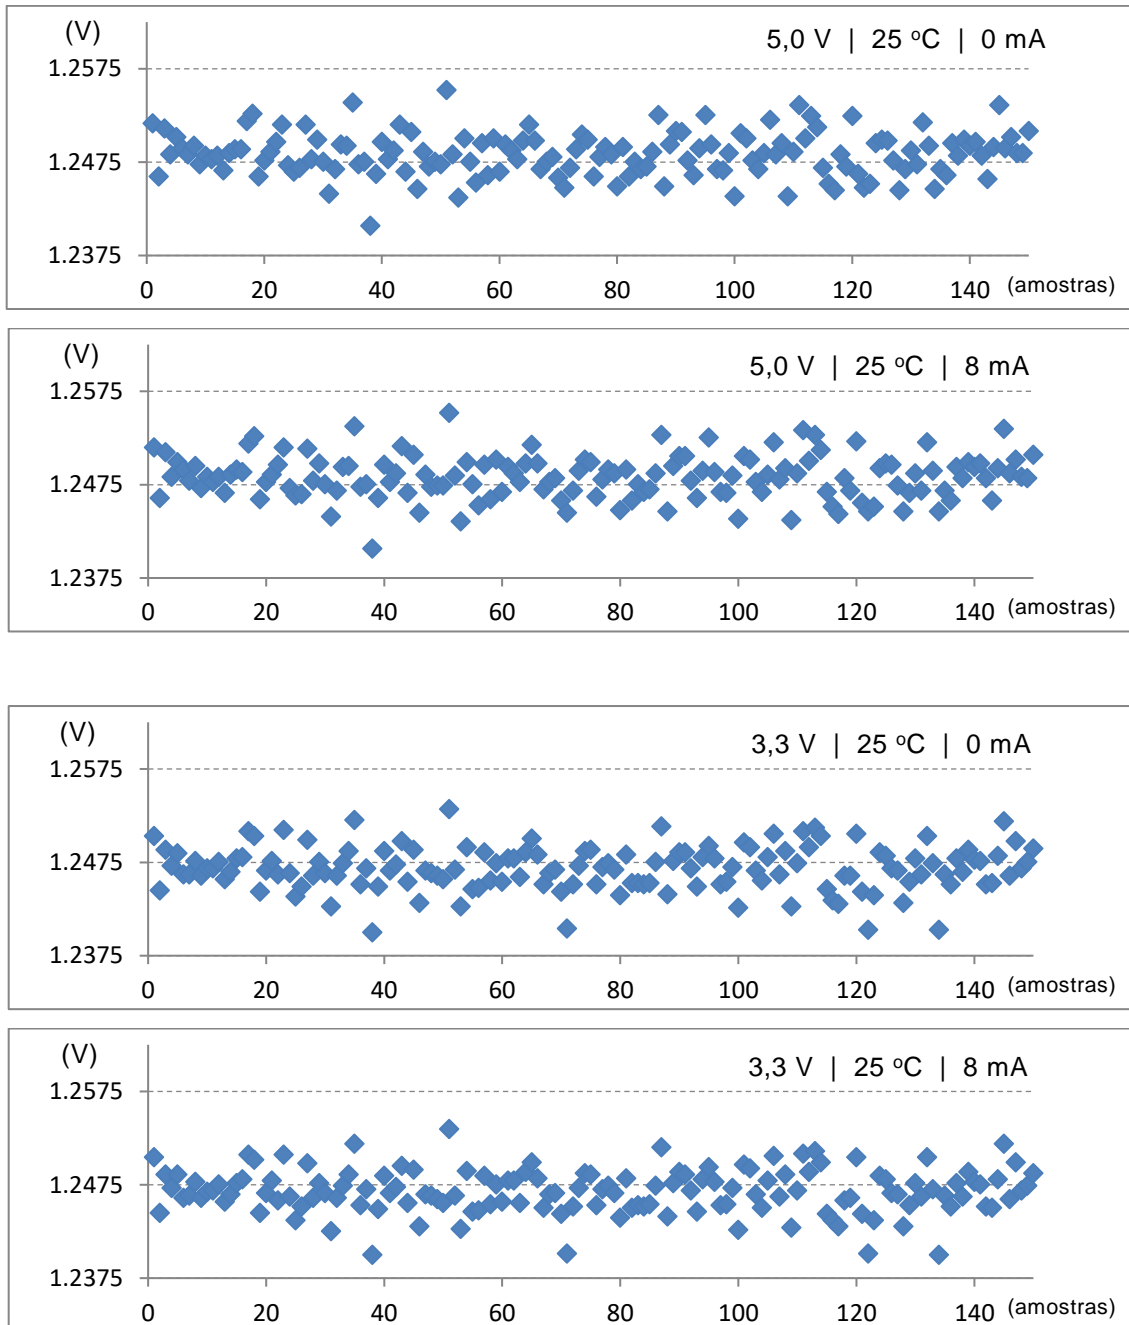 (V)
5,0 V | 25 ºC | 0 mA
1.2575
1.2475
1.2375
0 20 40 60 80 100 120 140 (amostras)
(V)
5,0 V | 25 ºC | 8 mA
1.2575
1.2475
1.2375
0 20 40 60 80 100 120 140 (amostras)
(V)
3,3 V | 25 ºC | 0 mA
1.2575
1.2475
1.2375
0 20 40 60 80 100 120 140 (amostras)
(V)
3,3 V | 25 ºC | 8 mA
1.2575
1.2475
1.2375
0 20 40 60 80 100 120 140 (amostras)